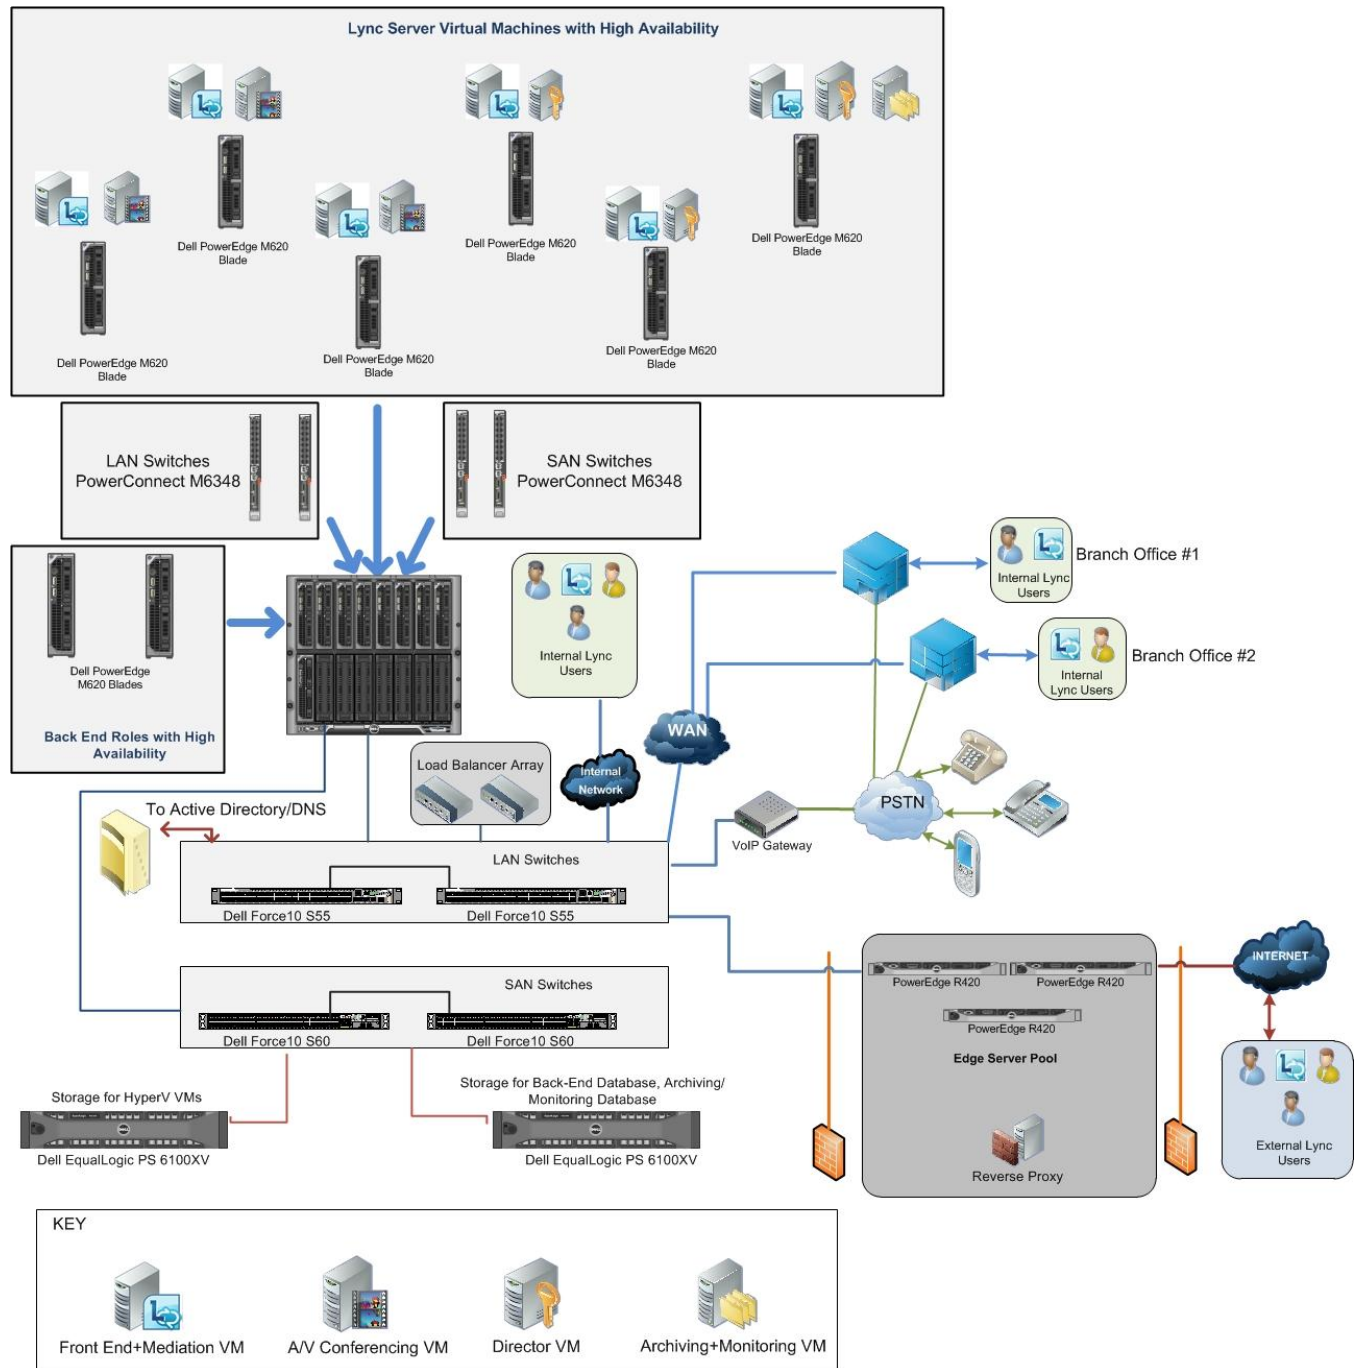 Lync Server Virtual Machines with High Availability
Dell PowerEdge M620
Blade
Dell PowerEdge M620
Blade
Dell PowerEdge M620
Blade
Dell PowerEdge M620
Blade
Dell PowerEdge M620
Blade
Dell PowerEdge M620
Blade
LAN Switches
PowerConnect M6348
SAN Switches
PowerConnect M6348
Dell PowerEdge
M620 Blades
Back End Roles with High
Availability
Internal Lync
Users
Branch Office #1
Internal Lync
Users
Branch Office #2
Internal
Lync Users
WAN
Load Balancer Array
Internal
Network
PSTN
VoIP Gateway
To Active Directory/DNS
LAN Switches
Dell Force10 S55
Dell Force10 S55
SAN Switches
Dell Force10 S60
Dell Force10 S60
PowerEdge R420
PowerEdge R420
PowerEdge R420
Edge Server Pool
Reverse Proxy
INTERNET
External Lync
Users
Storage for HyperV VMs
Dell EqualLogic PS 6100XV
Storage for Back-End Database, Archiving/
Monitoring Database
Dell EqualLogic PS 6100XV
KEY
Front End+Mediation VM
A/V Conferencing VM
Director VM
Archiving+Monitoring VM